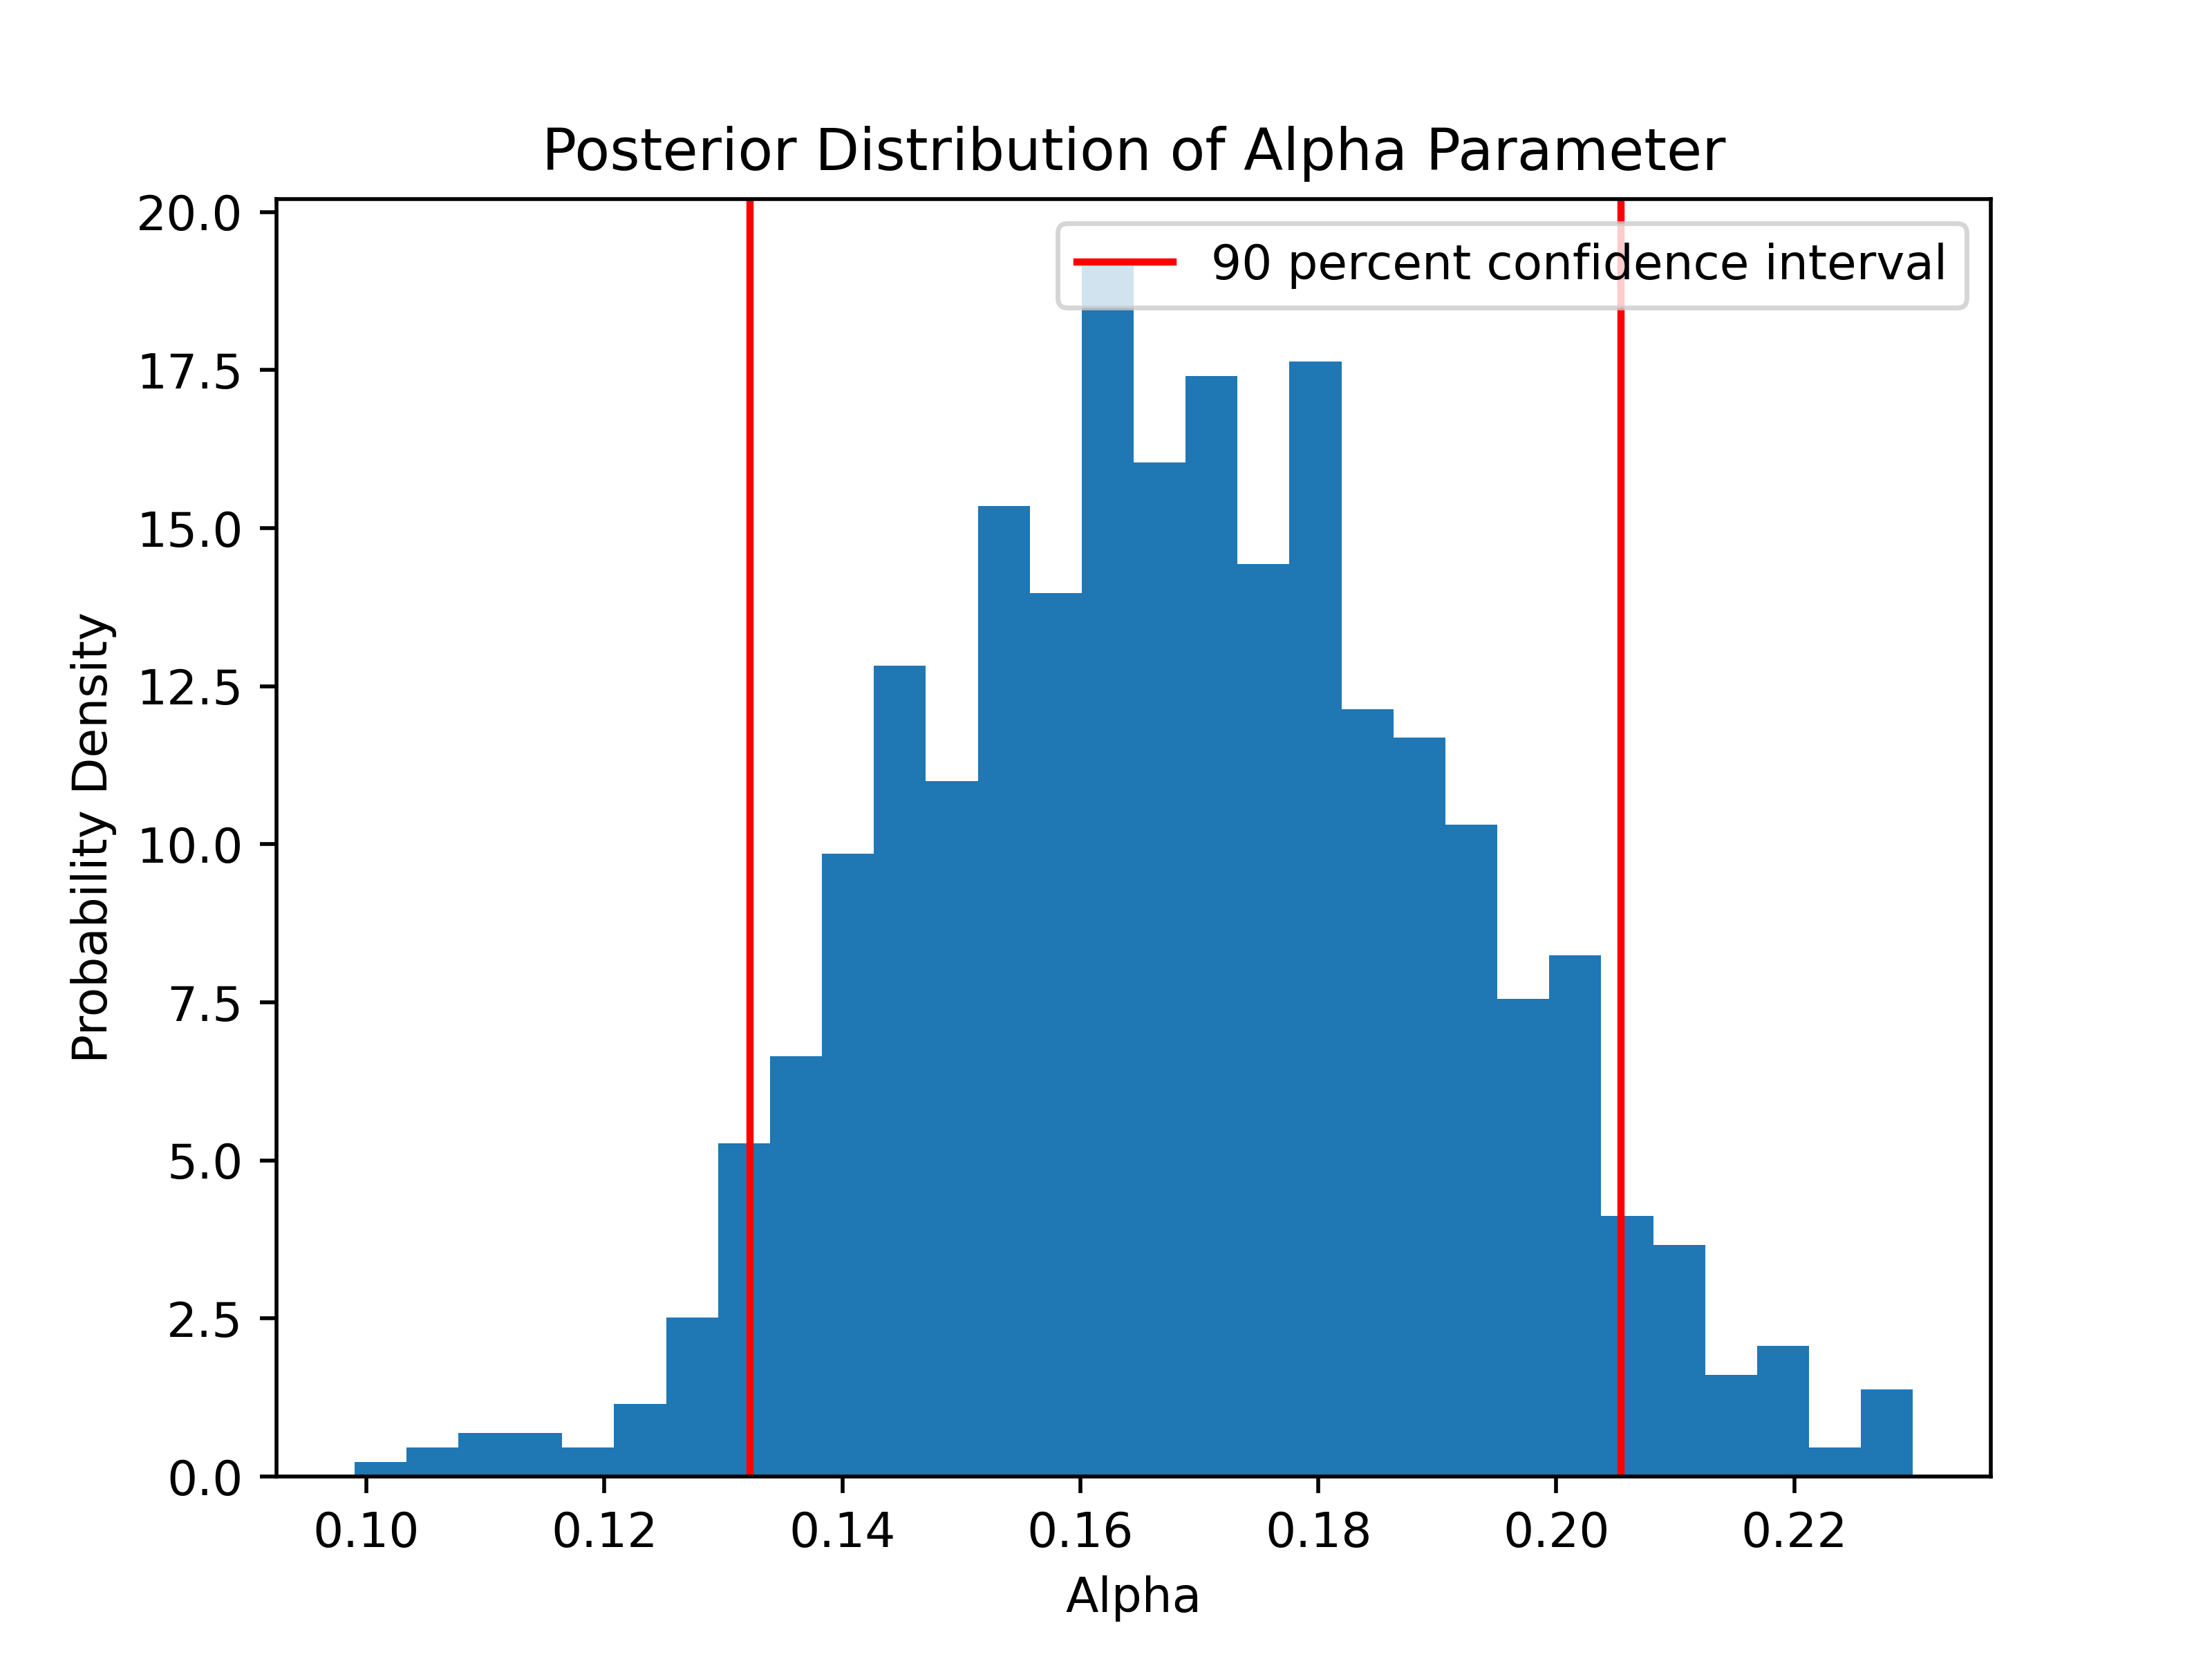 Posterior Distribution of Alpha Parameter
90 percent confidence interval
20.0
17.5
15.0
12.5
10.0
7.5
5.0
2.5
0.0
Probability Density
0.10 0.12 0.14 0.16 0.18 0.20 0.22
Alpha